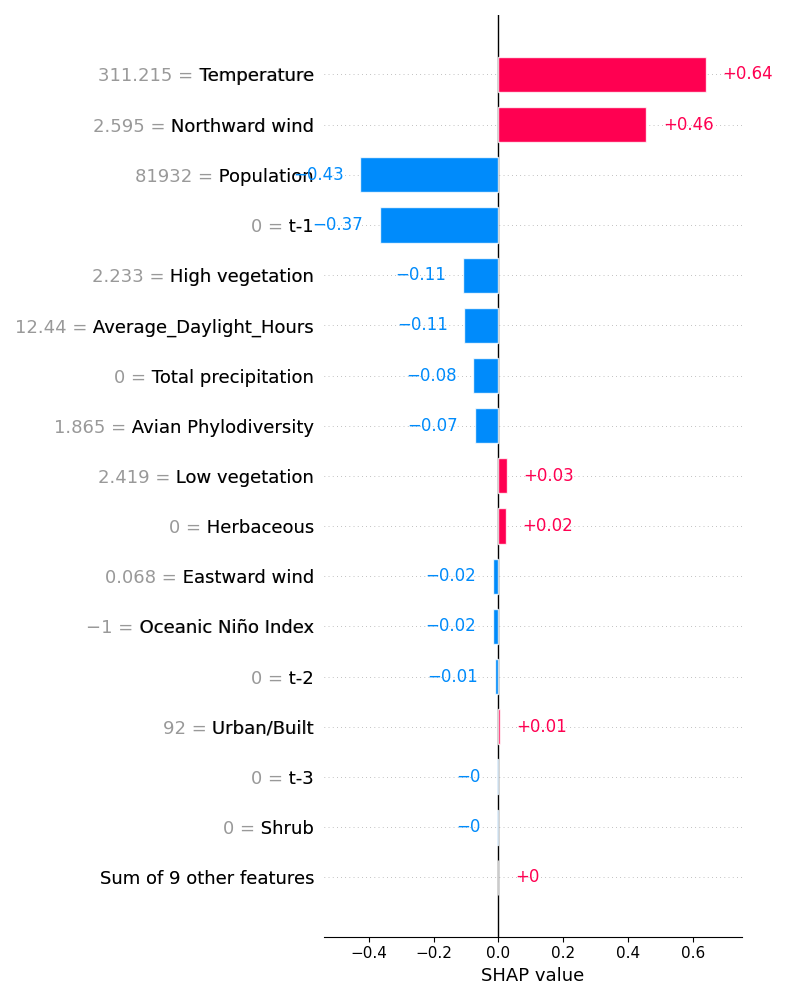 311.215 = Temperature +0.64
2.595 = Northward wind +0.46
81932 = Population −0.43
0 = t-1 −0.37
2.233 = High vegetation −0.11
12.44 = Average_Daylight_Hours −0.11
0 = Total precipitation −0.08
1.865 = Avian Phylodiversity −0.07
2.419 = Low vegetation +0.03
0 = Herbaceous +0.02
0.068 = Eastward wind −0.02
−1 = Oceanic Niño Index −0.02
0 = t-2 −0.01
92 = Urban/Built +0.01
0 = t-3 −0
0 = Shrub −0
Sum of 9 other features +0
−0.4 −0.2 0.0 0.2 0.4 0.6
SHAP value